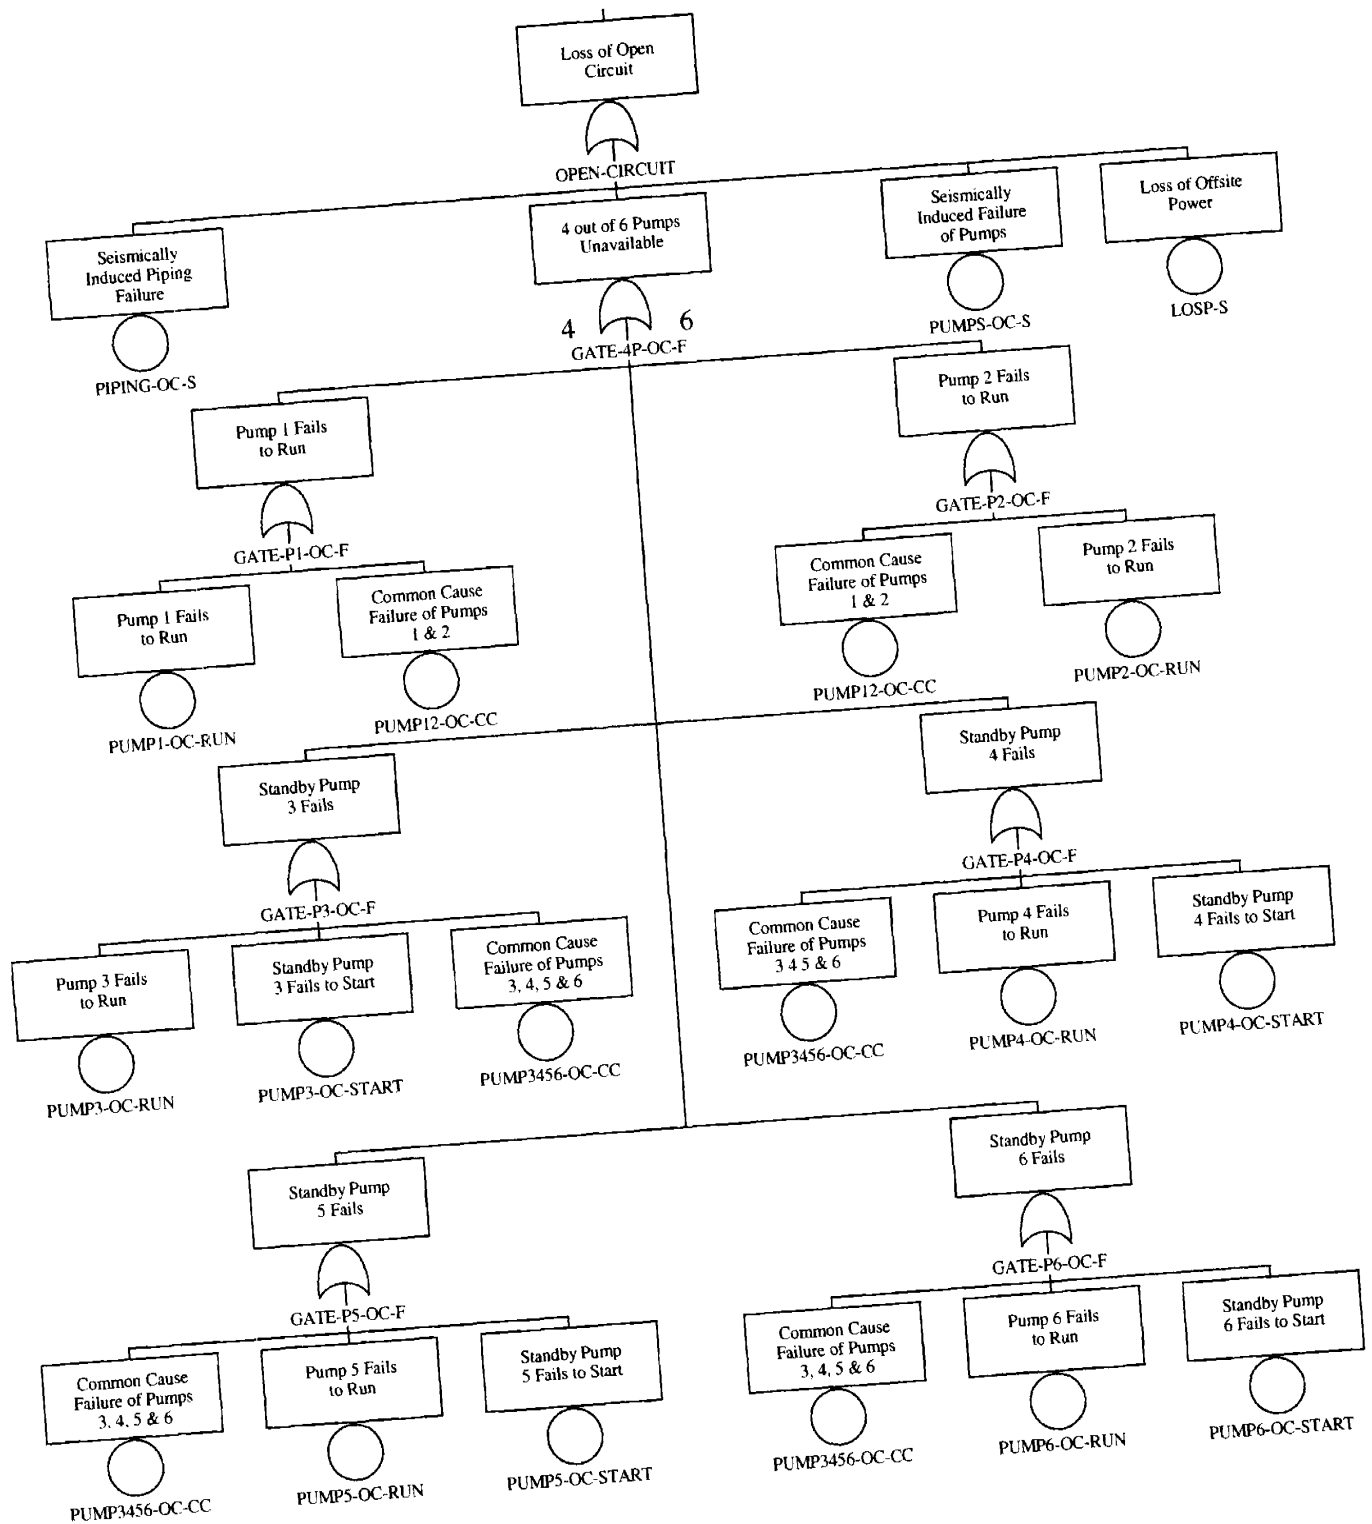 Loss of Open
Circuit
OPEN-CIRCUIT
Seismically
Induced Piping
Failure
PIPING-OC-S
4 out of 6 Pumps
Unavailable
4 6
GATE-4P-OC-F
Seismically
Induced Failure
of Pumps
PUMPS-OC-S
Loss of Offsite
Power
LOSP-S
Pump 1 Fails
to Run
GATE-P1-OC-F
Pump 1 Fails
to Run
PUMP1-OC-RUN
Common Cause
Failure of Pumps
1 & 2
PUMP12-OC-CC
Pump 2 Fails
to Run
GATE-P2-OC-F
Common Cause
Failure of Pumps
1 & 2
PUMP12-OC-CC
Pump 2 Fails
to Run
PUMP2-OC-RUN
Standby Pump
3 Fails
GATE-P3-OC-F
Pump 3 Fails
to Run
PUMP3-OC-RUN
Standby Pump
3 Fails to Start
PUMP3-OC-START
Common Cause
Failure of Pumps
3, 4, 5 & 6
PUMP3456-OC-CC
Standby Pump
4 Fails
GATE-P4-OC-F
Common Cause
Failure of Pumps
3 4 5 & 6
PUMP3456-OC-CC
Pump 4 Fails
to Run
PUMP4-OC-RUN
Standby Pump
4 Fails to Start
PUMP4-OC-START
Standby Pump
5 Fails
GATE-P5-OC-F
Common Cause
Failure of Pumps
3, 4, 5 & 6
PUMP3456-OC-CC
Pump 5 Fails
to Run
PUMP5-OC-RUN
Standby Pump
5 Fails to Start
PUMP5-OC-START
Standby Pump
6 Fails
GATE-P6-OC-F
Common Cause
Failure of Pumps
3, 4, 5 & 6
PUMP3456-OC-CC
Pump 6 Fails
to Run
PUMP6-OC-RUN
Standby Pump
6 Fails to Start
PUMP6-OC-START